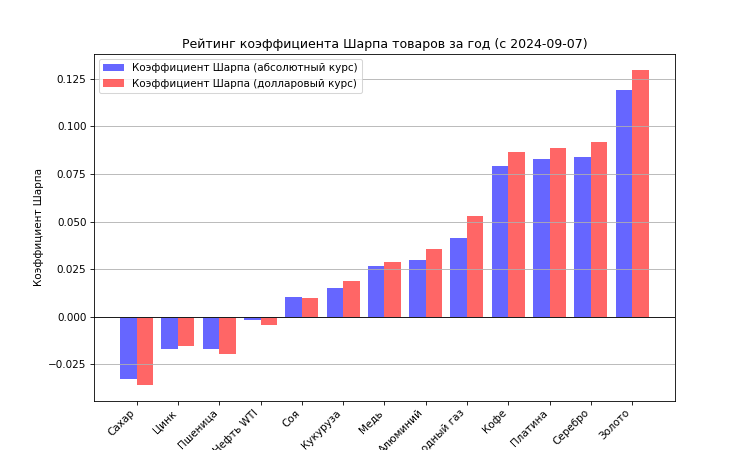 Рейтинг коэффициента Шарпа товаров за год (с 2024-09-07)
Коэффициент Шарпа (абсолютный курс)
Коэффициент Шарпа (долларовый курс)
Коэффициент Шарпа
0.125
0.100
0.075
0.050
0.025
0.000
−0.025
Сахар
Цинк
Пшеница
Нефть WTI
Соя
Кукуруза
Медь
Алюминий
одный газ
Кофе
Платина
Серебро
Золото